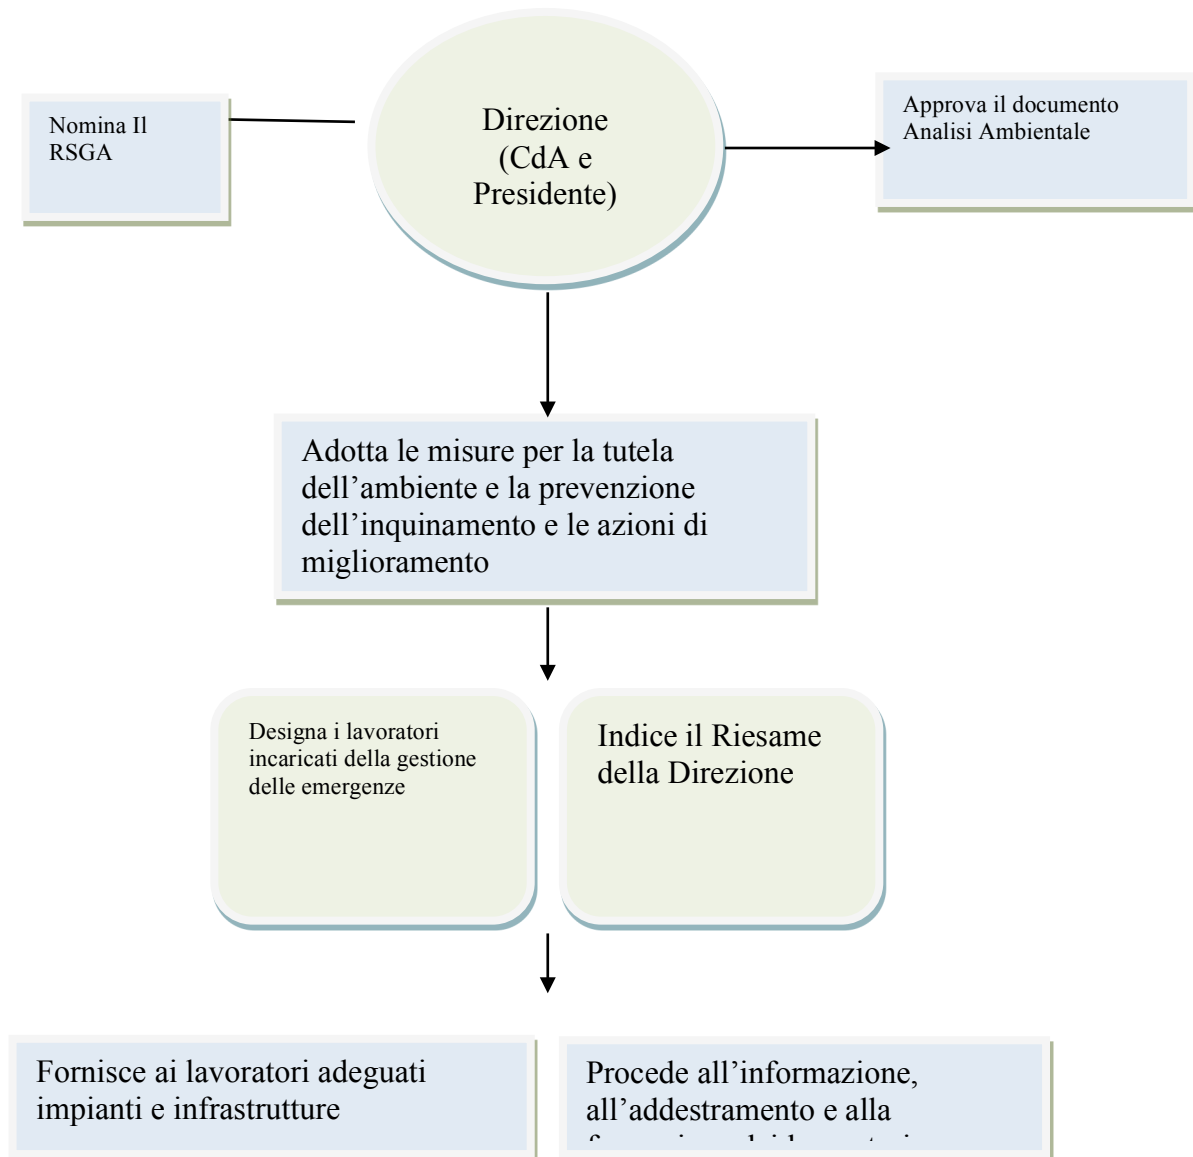 Nomina Il
RSGA
Direzione
(CdA e
Presidente)
Approva il documento
Analisi Ambientale
Adotta le misure per la tutela
dell’ambiente e la prevenzione
dell’inquinamento e le azioni di
miglioramento
Designa i lavoratori
incaricati della gestione
delle emergenze
Indice il Riesame
della Direzione
Fornisce ai lavoratori adeguati
impianti e infrastrutture
Procede all’informazione,
all’addestramento e alla